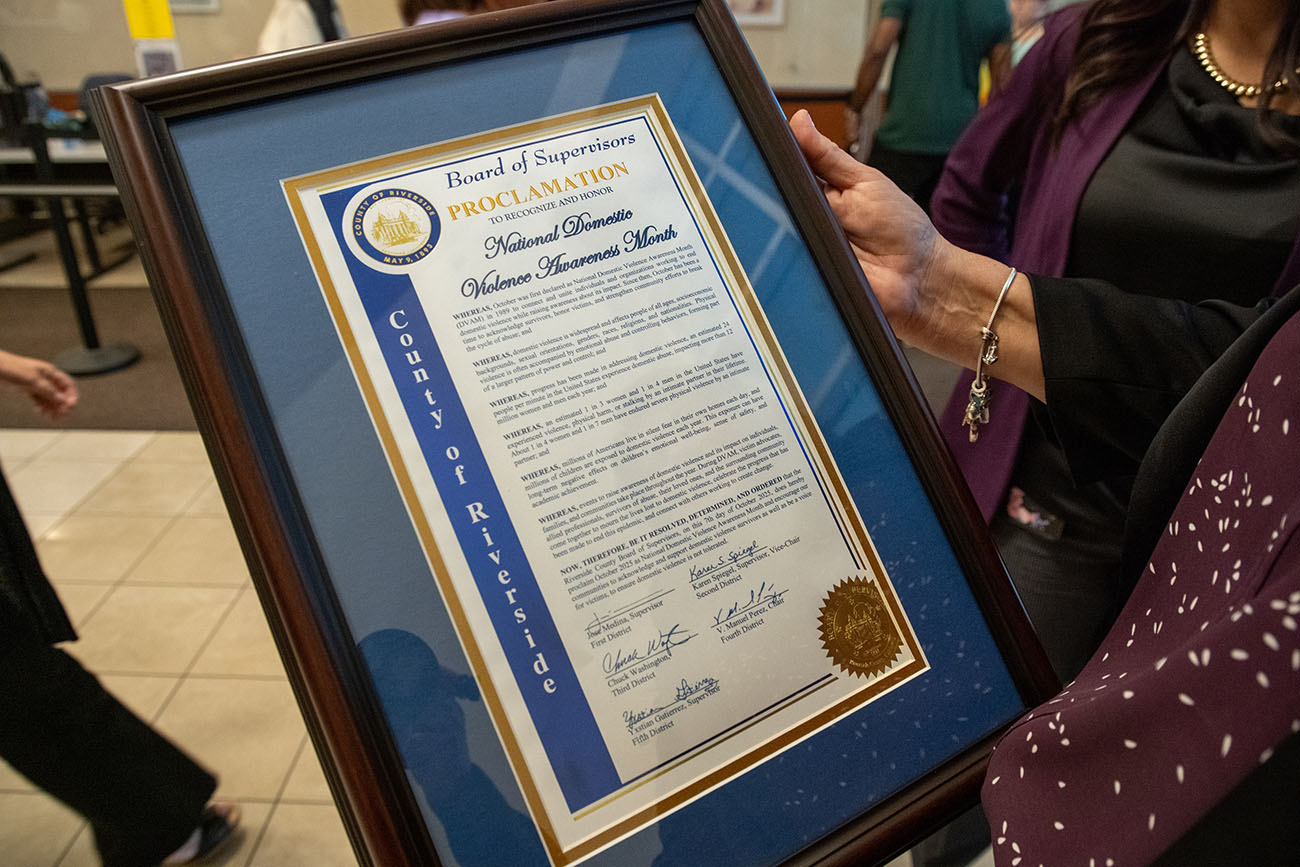 Board of Supervisors
PROCLAMATION
TO RECOGNIZE AND HONOR
National Domestic
Violence Awareness Month
COUNTY OF RIVERSIDE
MAY 9, 1893
County of Riverside
WHEREAS, October was first declared as National Domestic Violence Awareness Month
(DVAM) in 1989 to connect and unite individuals and organizations working to end
domestic violence while raising awareness about its impact. Since then, October has been a
time to acknowledge survivors, honor victims, and strengthen community efforts to break
the cycle of abuse; and
WHEREAS, domestic violence is widespread and affects people of all ages, socioeconomic
backgrounds, sexual orientations, genders, races, religions, and nationalities. Physical
violence is often accompanied by emotional abuse and controlling behaviors, forming part
of a larger pattern of power and control; and
WHEREAS, progress has been made in addressing domestic violence, an estimated 24
people per minute in the United States experience domestic abuse, impacting more than 12
million women and men each year; and
WHEREAS, an estimated 1 in 3 women and 1 in 4 men in the United States have
experienced violence, physical harm, or stalking by an intimate partner in their lifetime.
About 1 in 4 women and 1 in 7 men have endured severe physical violence by an intimate
partner; and
WHEREAS, millions of Americans live in silent fear in their own homes each day, and
millions of children are exposed to domestic violence each year. This exposure can have
long-term negative effects on children's emotional well-being, sense of safety, and
academic achievement.
WHEREAS, events to raise awareness of domestic violence and its impact on individuals,
families, and communities take place throughout the year. During DVAM, victim advocates,
allied professionals, survivors of abuse, their loved ones, and the surrounding community
come together to mourn the lives lost to domestic violence, celebrate the progress that has
been made to end this epidemic, and connect with others working to create change.
NOW, THEREFORE, BE IT RESOLVED, DETERMINED, AND ORDERED that the
Riverside County Board of Supervisors, on this 7th day of October 2025, does hereby
proclaim October 2025 as National Domestic Violence Awareness Month and encourage our
communities to acknowledge and support domestic violence survivors as well as be a voice
for victims, to ensure domestic violence is not tolerated.
Jose Medina, Supervisor
First District
Karen S. Spiegel
Karen Spiegel, Supervisor, Vice-Chair
Second District
Chuck Washington,
Third District
V. Manuel Perez, Chair
Fourth District
Yxstian Gutierrez, Supervisor
Fifth District